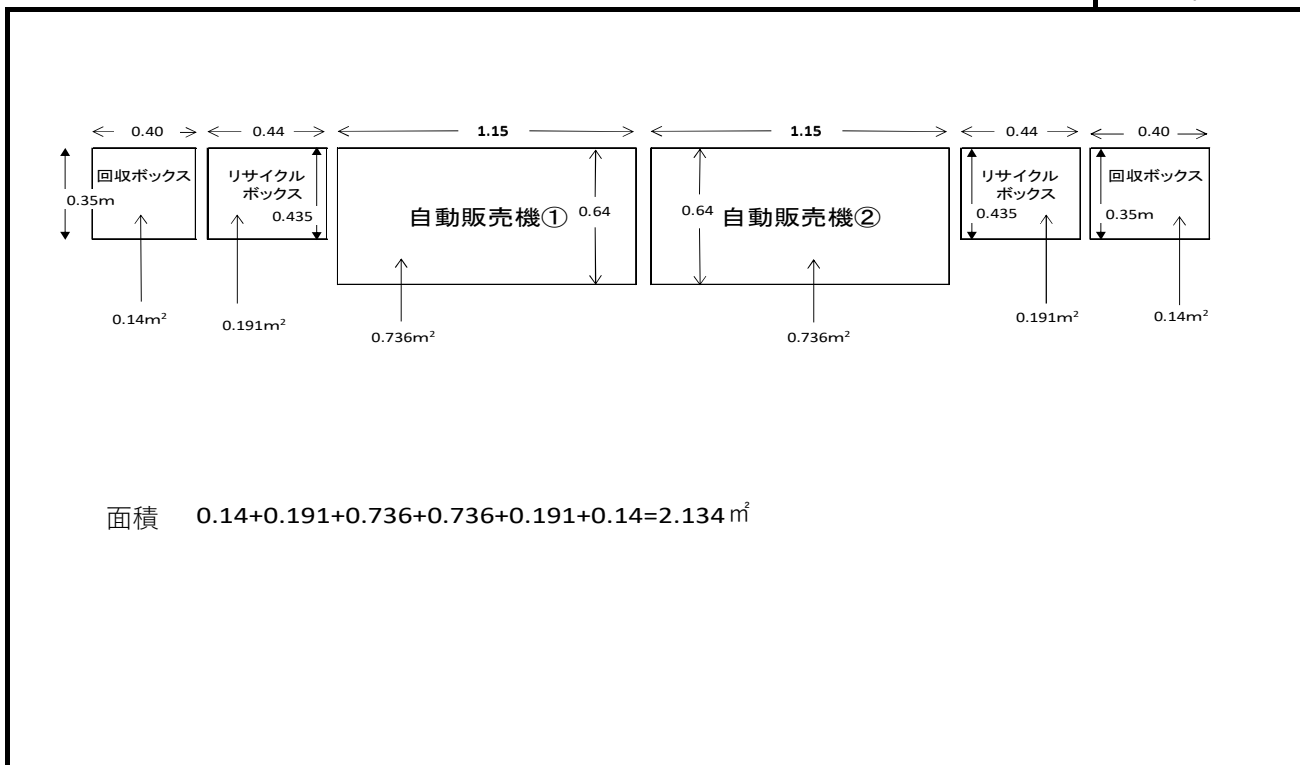 0.40 0.44 1.15 1.15 0.44 0.40
回収ボックス
リサイクル
ボックス
リサイクル
ボックス
回収ボックス
0.35m
0.435
自動販売機①
0.64
0.64
自動販売機②
0.435
0.35m
0.14m²
0.191m²
0.736m²
0.736m²
0.191m²
0.14m²
面積 0.14+0.191+0.736+0.736+0.191+0.14=2.134㎡